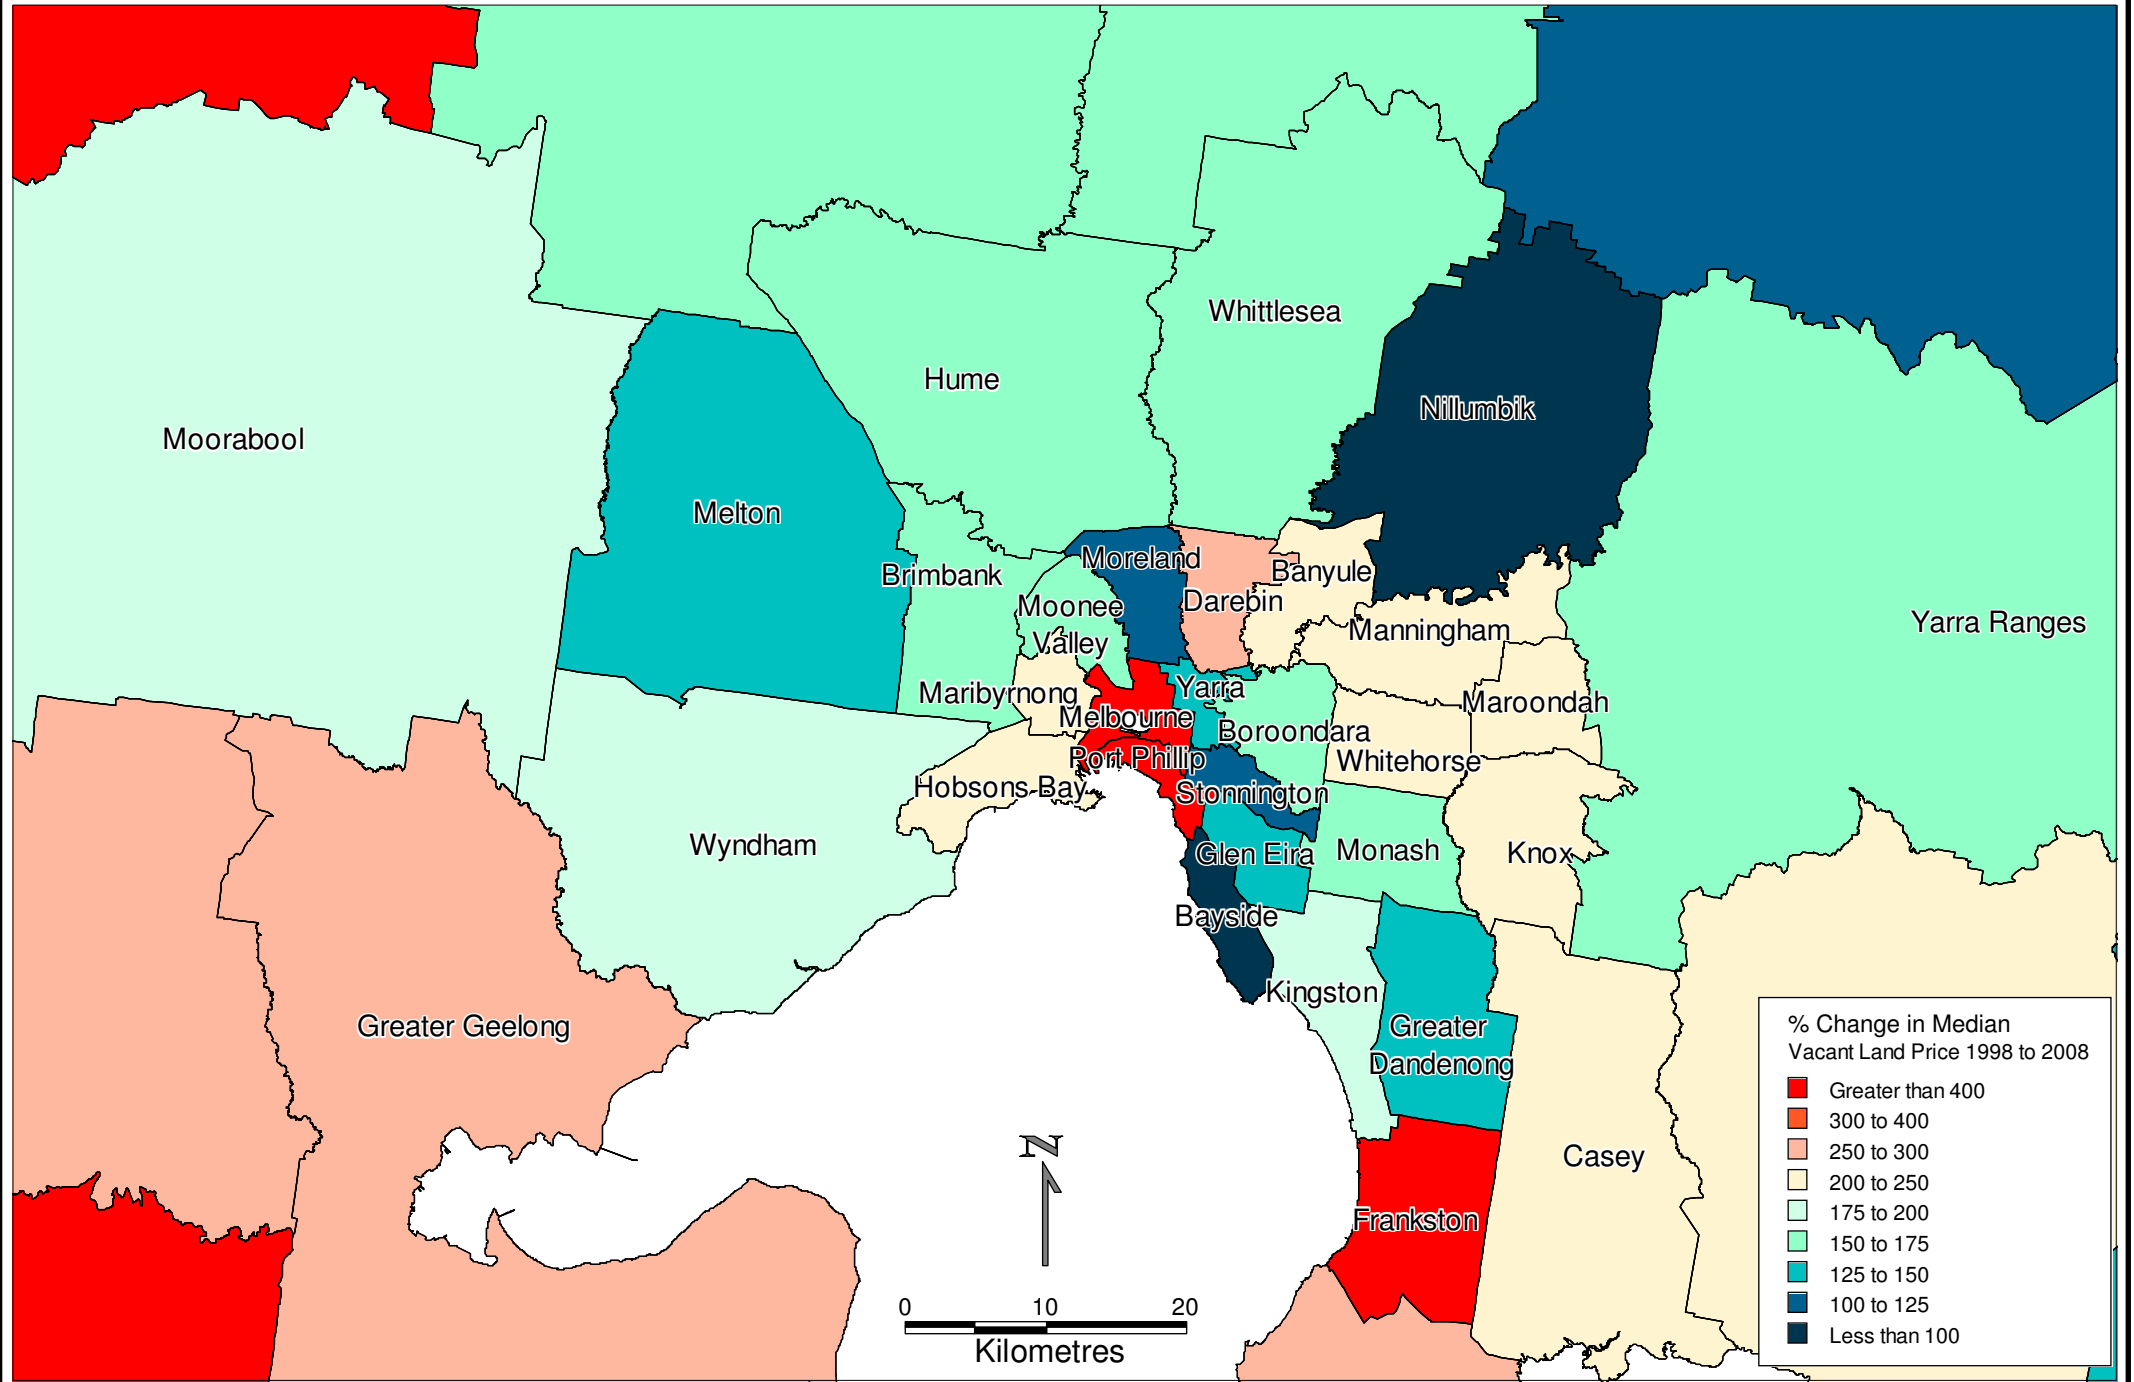 Whittlesea
Hume
Nillumbik
Moorabool
Melton
Moreland
Brimbank
Banyule
Darebin
Moonee
Valley
Manningham
Yarra Ranges
Yarra
Maribyrnong
Maroondah
Melbourne
Boroondara
Port Phillip
Whitehorse
Hobsons Bay
Stonnington
Wyndham
Glen Eira
Monash
Knox
Bayside
Kingston
Greater Geelong
Greater
Dandenong
Casey
Frankston
N
0 10 20
Kilometres
% Change in Median
Vacant Land Price 1998 to 2008
Greater than 400
300 to 400
250 to 300
200 to 250
175 to 200
150 to 175
125 to 150
100 to 125
Less than 100